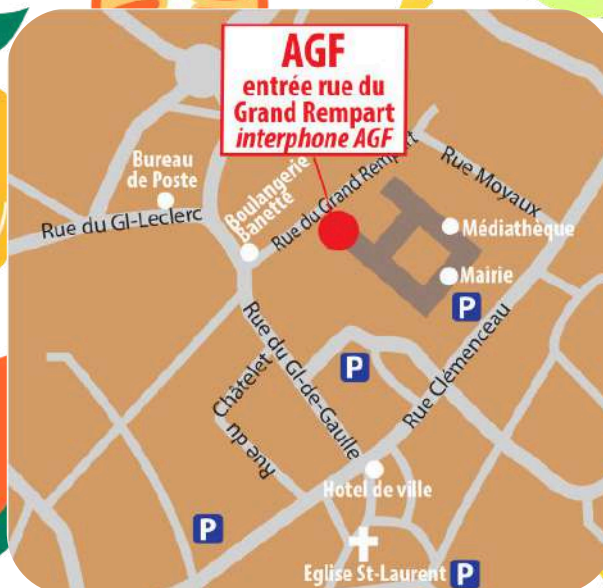 AGF
entrée rue du
Grand Rempart
interphone AGF
Bureau
de Poste
Boulangerie
Banette
Rue du Grand Rempart
Rue Moyaux
Rue du Gl-Leclerc
Médiathèque
Mairie
P
Rue du Gl-de-Gaulle
Rue Clémenceau
P
Rue du Châtelet
Hotel de ville
P
Eglise St-Laurent
P